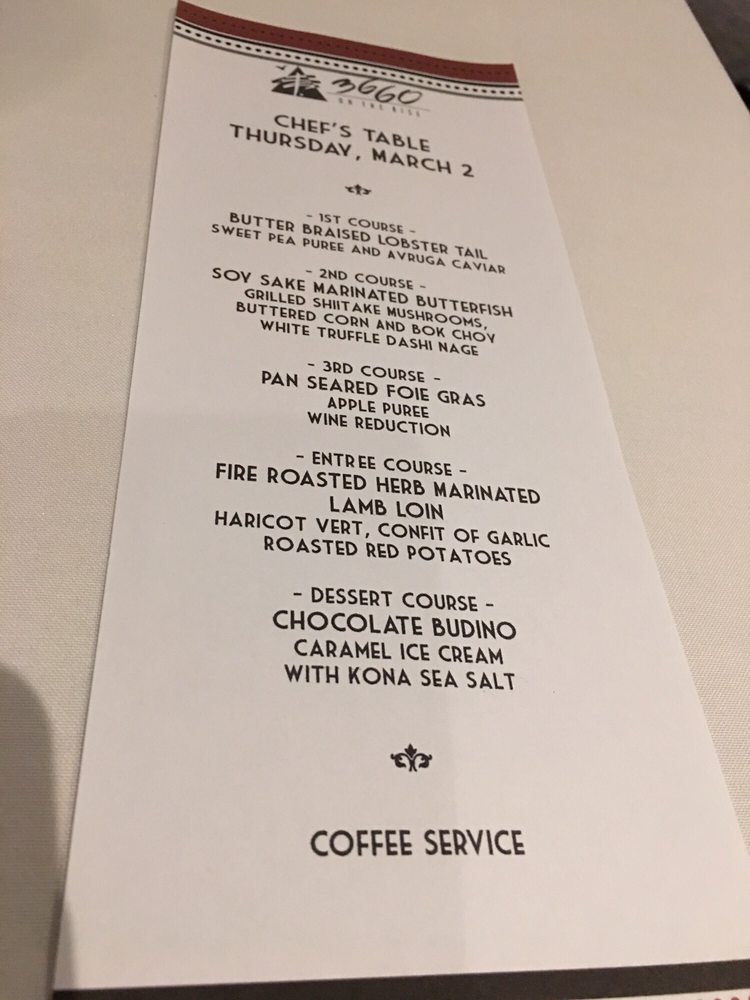 3660
ON THE RISE
CHEF'S TABLE
THURSDAY, MARCH 2
- 1ST COURSE -
BUTTER BRAISED LOBSTER TAIL
SWEET PEA PUREE AND AVRUGA CAVIAR
- 2ND COURSE -
SOY SAKE MARINATED BUTTERFISH
GRILLED SHIITAKE MUSHROOMS,
BUTTERED CORN AND BOK CHOY
WHITE TRUFFLE DASHI NAGE
- 3RD COURSE -
PAN SEARED FOIE GRAS
APPLE PUREE
WINE REDUCTION
- ENTREE COURSE -
FIRE ROASTED HERB MARINATED
LAMB LOIN
HARICOT VERT, CONFIT OF GARLIC
ROASTED RED POTATOES
- DESSERT COURSE -
CHOCOLATE BUDINO
CARAMEL ICE CREAM
WITH KONA SEA SALT
COFFEE SERVICE